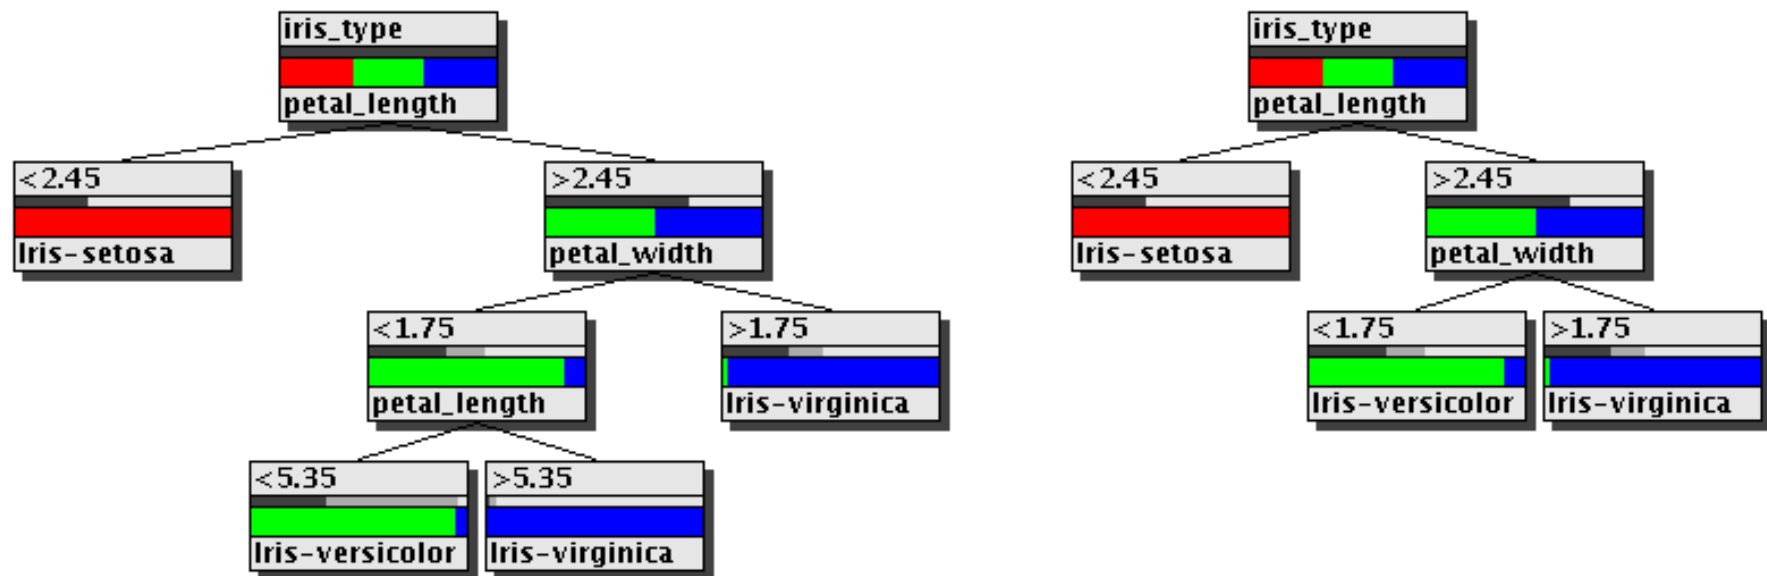 iris_type
petal_length
<2.45
Iris-setosa
>2.45
petal_width
<1.75
petal_length
>1.75
Iris-virginica
<5.35
Iris-versicolor
>5.35
Iris-virginica
iris_type
petal_length
<2.45
Iris-setosa
>2.45
petal_width
<1.75
Iris-versicolor
>1.75
Iris-virginica